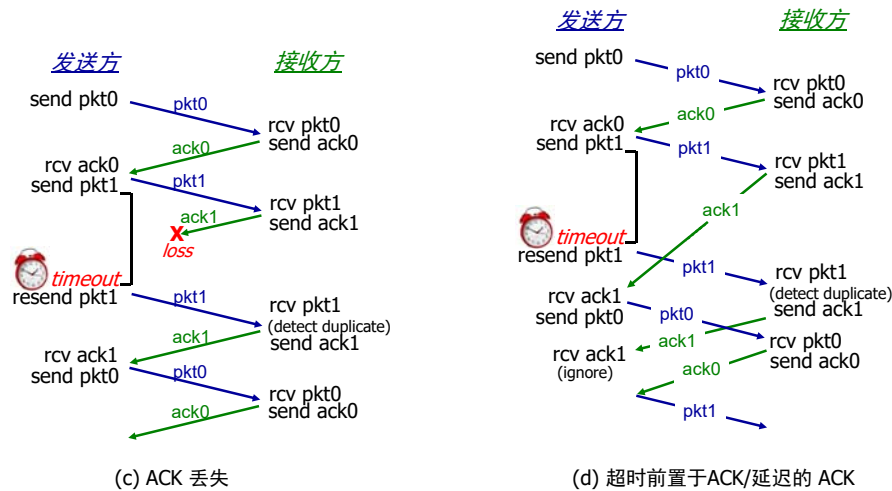 发送方
接收方
send pkt0
pkt0
rcv pkt0
send ack0
ack0
rcv ack0
send pkt1
pkt1
rcv pkt1
send ack1
ack1
X
loss
timeout
resend pkt1
pkt1
rcv pkt1
(detect duplicate)
send ack1
ack1
rcv ack1
send pkt0
pkt0
rcv pkt0
send ack0
ack0
(c) ACK 丢失
发送方
接收方
send pkt0
pkt0
rcv pkt0
send ack0
ack0
rcv ack0
send pkt1
pkt1
rcv pkt1
send ack1
ack1
timeout
resend pkt1
pkt1
rcv pkt1
(detect duplicate)
send ack1
rcv ack1
send pkt0
pkt0
ack1
rcv pkt0
send ack0
rcv ack1
(ignore)
ack0
pkt1
(d) 超时前置于ACK/延迟的 ACK